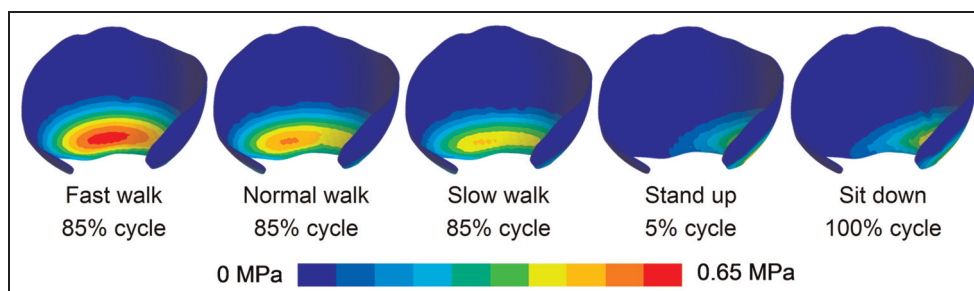 Fast walk
85% cycle
Normal walk
85% cycle
Slow walk
85% cycle
Stand up
5% cycle
Sit down
100% cycle
0 MPa
0.65 MPa